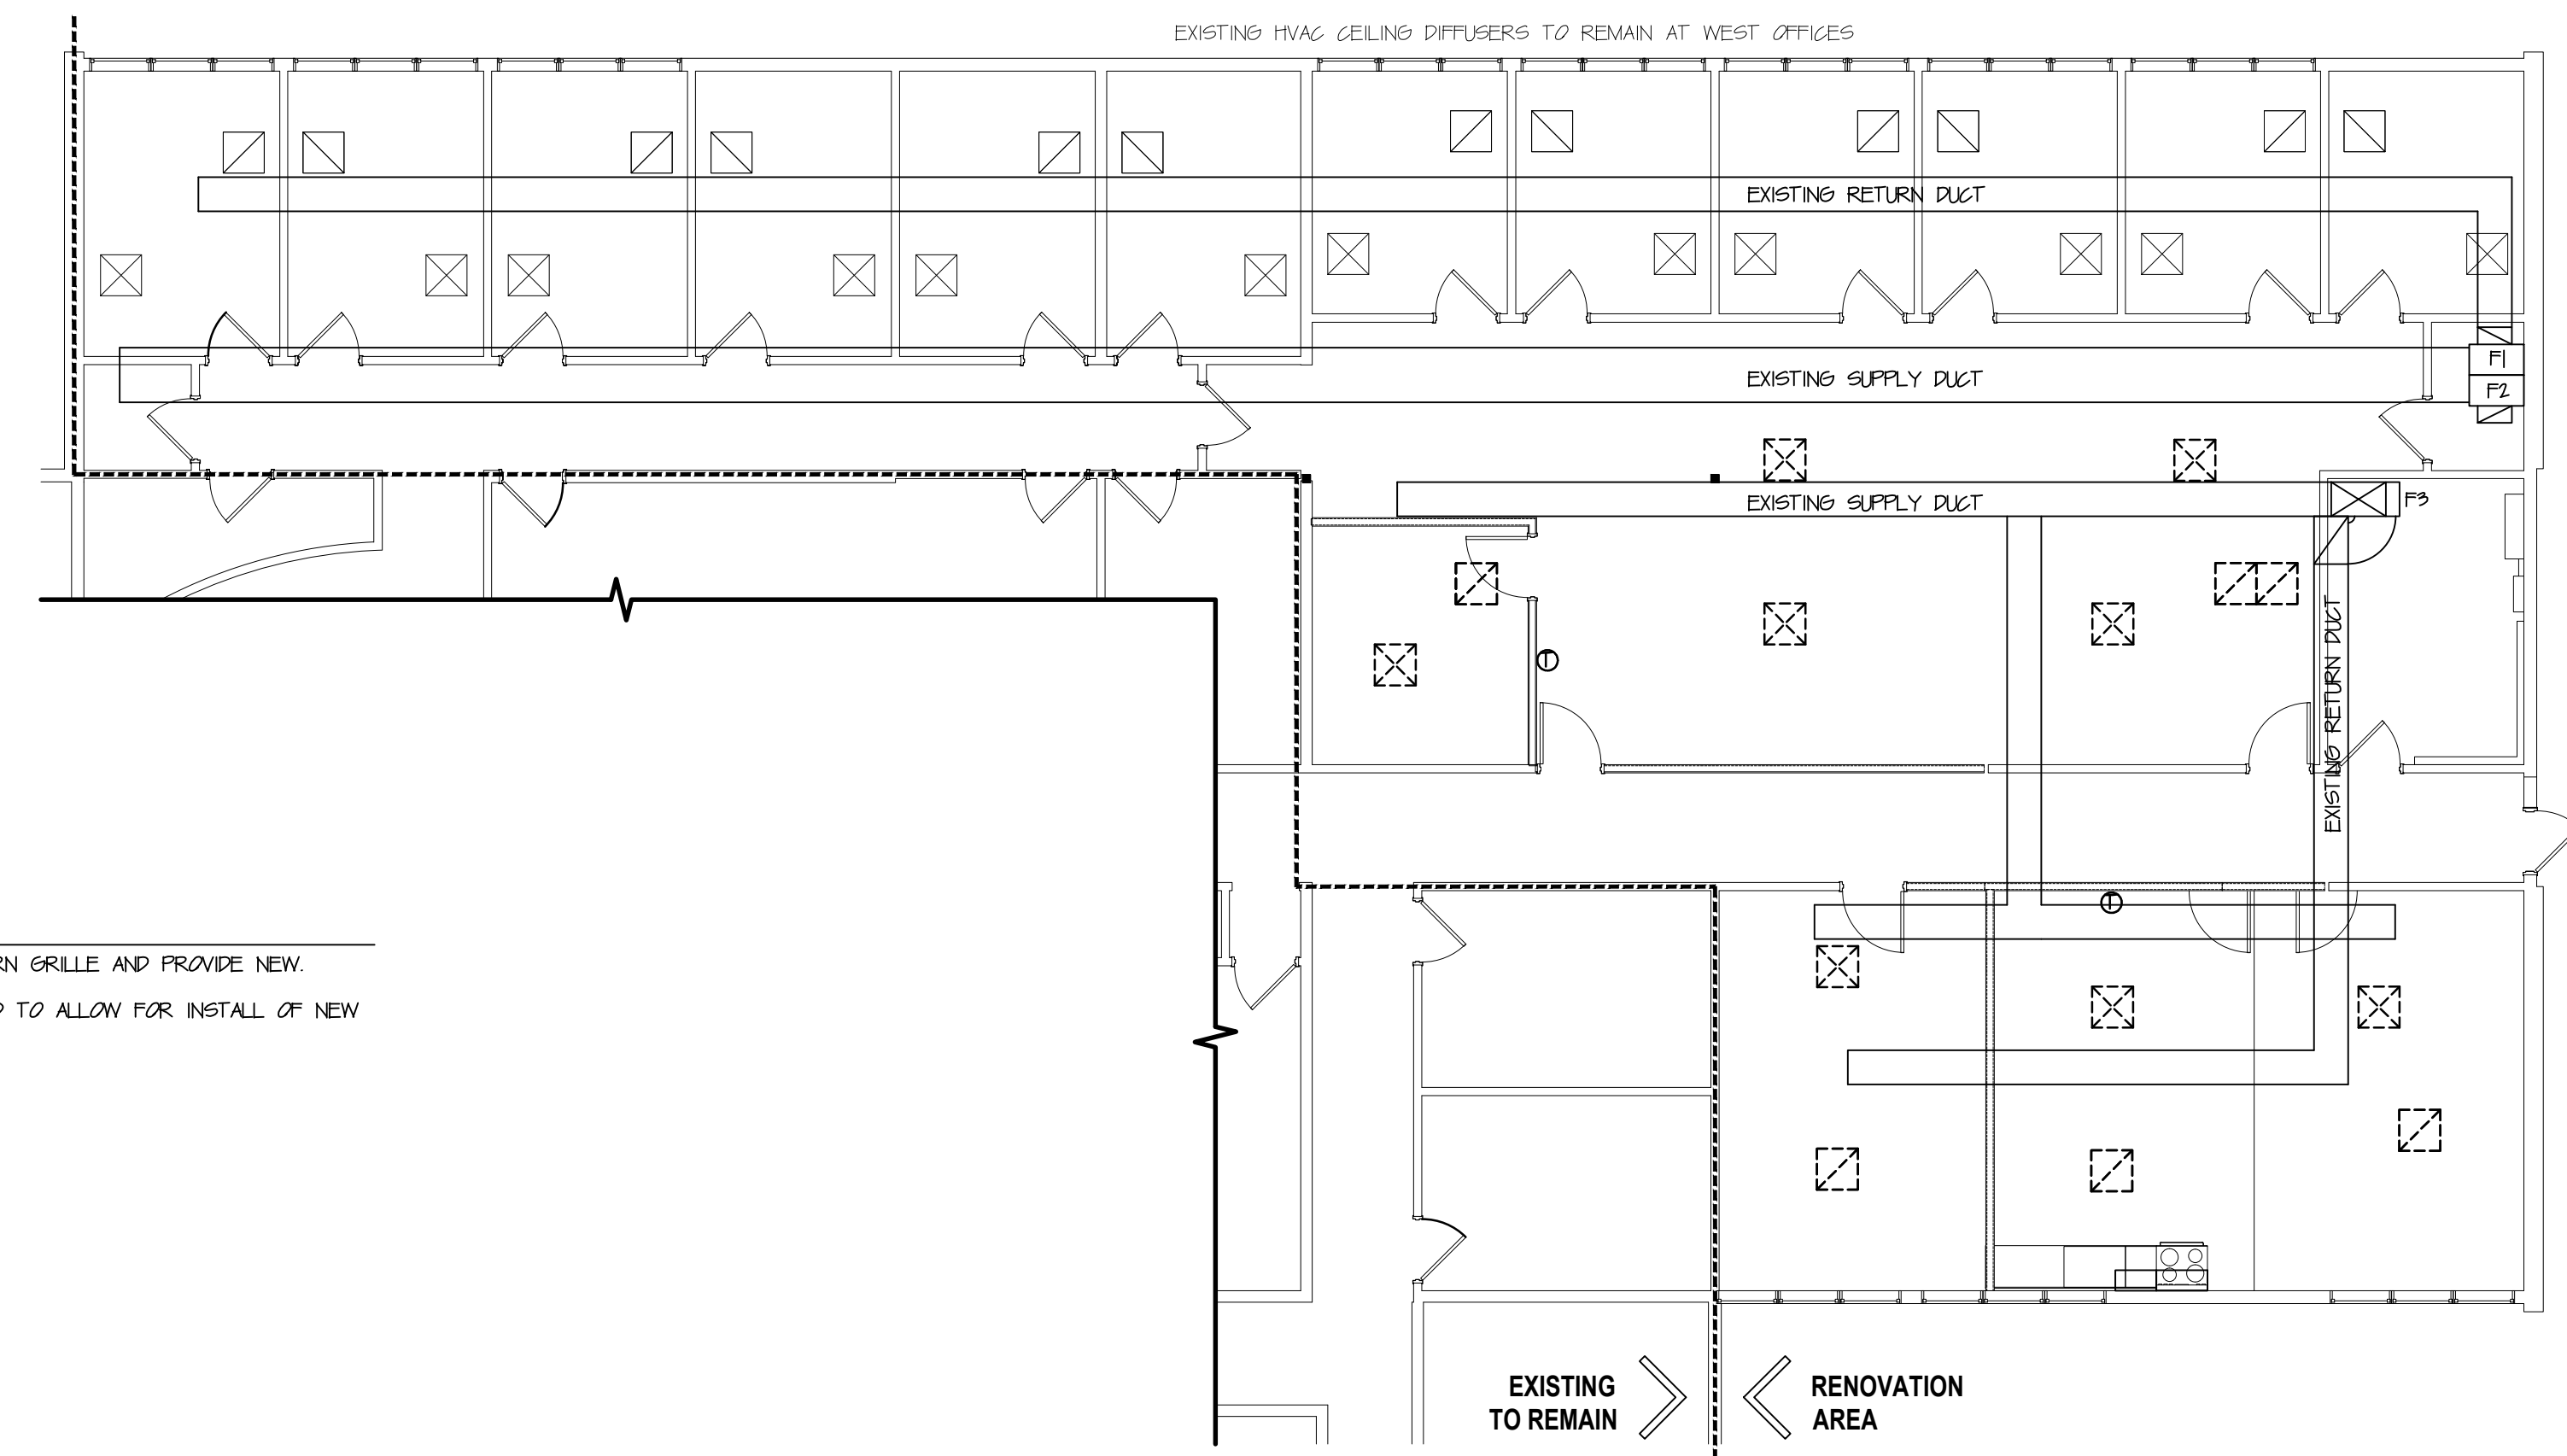 EXISTING HVAC CEILING DIFFUSERS TO REMAIN AT WEST OFFICES
EXISTING RETURN DUCT
F1
EXISTING SUPPLY DUCT
F2
EXISTING SUPPLY DUCT
F3
T
EXISTING RETURN DUCT
T
RN GRILLE AND PROVIDE NEW.
TO ALLOW FOR INSTALL OF NEW
EXISTING
TO REMAIN
RENOVATION
AREA